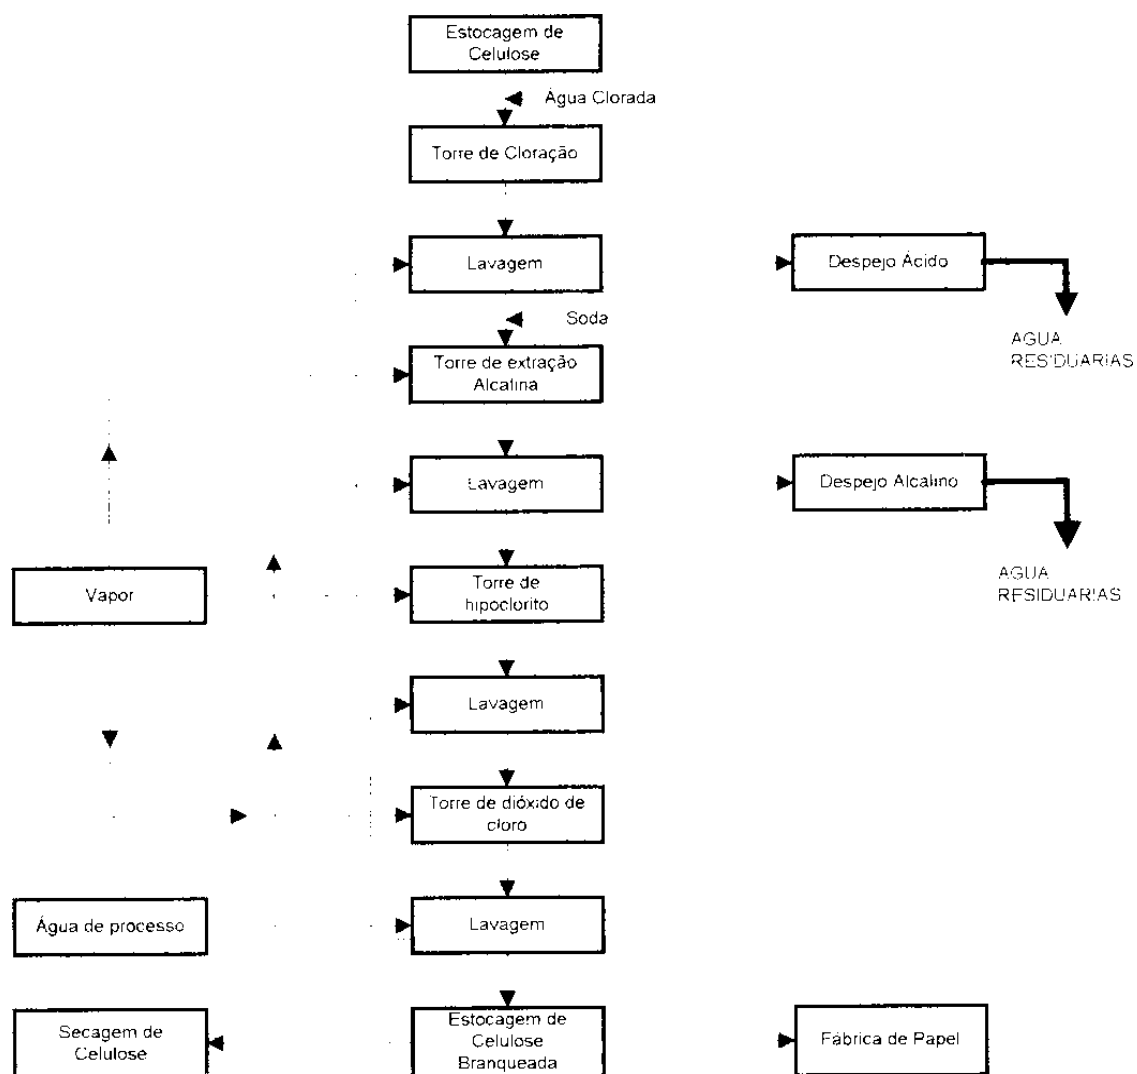 Estocagem de
Celulose
Água Clorada
Torre de Cloração
Lavagem
Despejo Ácido
Soda
AGUA
RESIDUARIAS
Torre de extração
Alcalina
Lavagem
Despejo Alcalino
Vapor
Torre de
hipoclorito
AGUA
RESIDUARIAS
Lavagem
Torre de dióxido de
cloro
Água de processo
Lavagem
Secagem de
Celulose
Estocagem de
Celulose
Branqueada
Fábrica de Papel